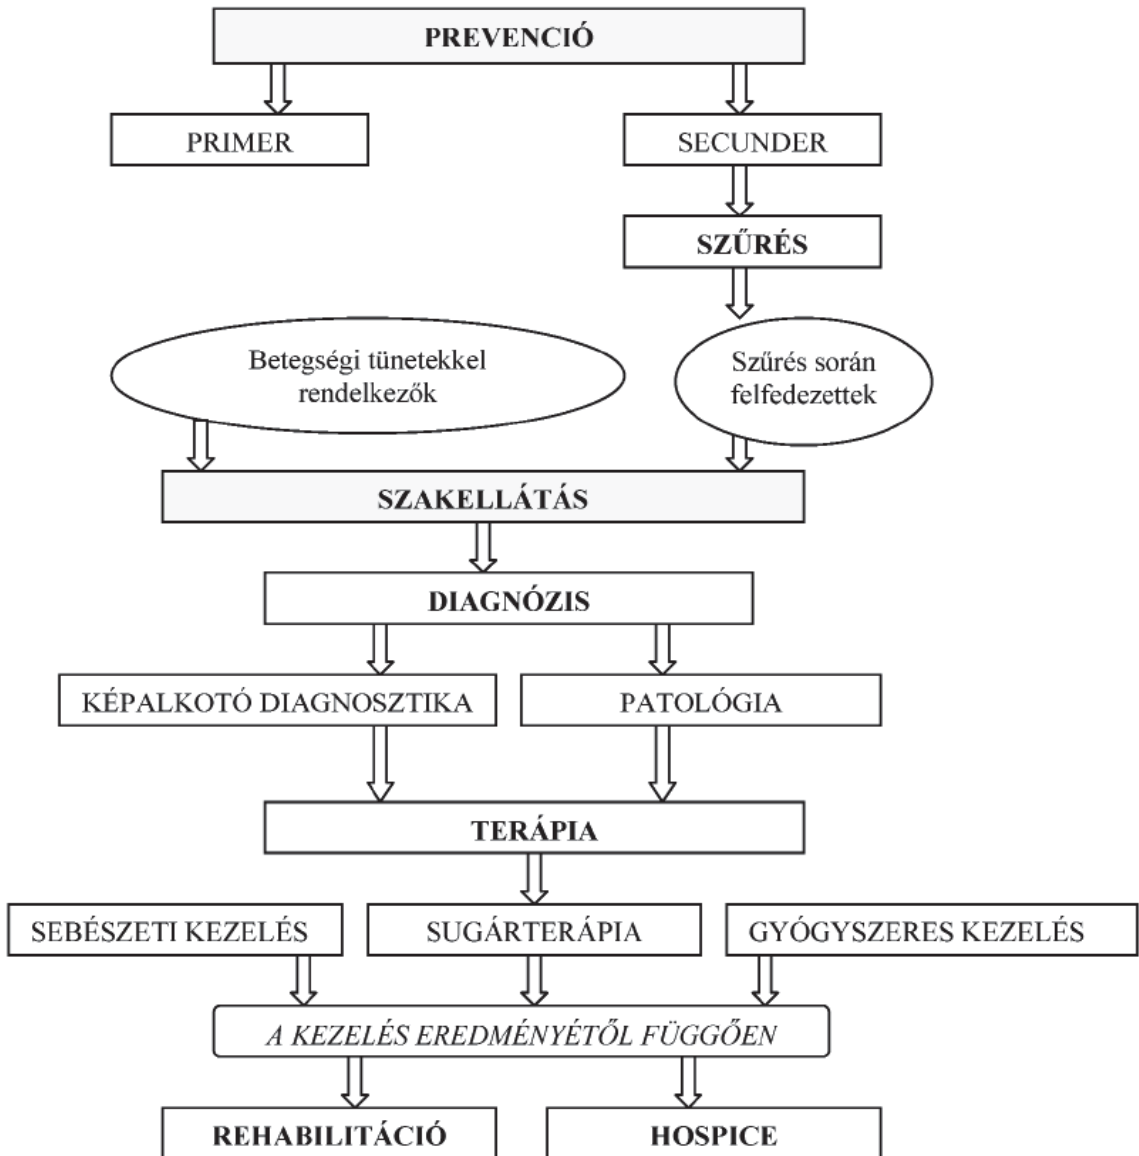 PREVENCIÓ
PRIMER
SECUNDER
SZŰRÉS
Betegségi tünetekkel
rendelkezők
Szűrés során
felfedezettek
SZAKELLÁTÁS
DIAGNÓZIS
KÉPALKOTÓ DIAGNOSZTIKA
PATOLÓGIA
TERÁPIA
SEBÉSZETI KEZELÉS
SUGÁRTERÁPIA
GYÓGYSZERES KEZELÉS
A KEZELÉS EREDMÉNYÉTŐL FÜGGŐEN
REHABILITÁCIÓ
HOSPICE